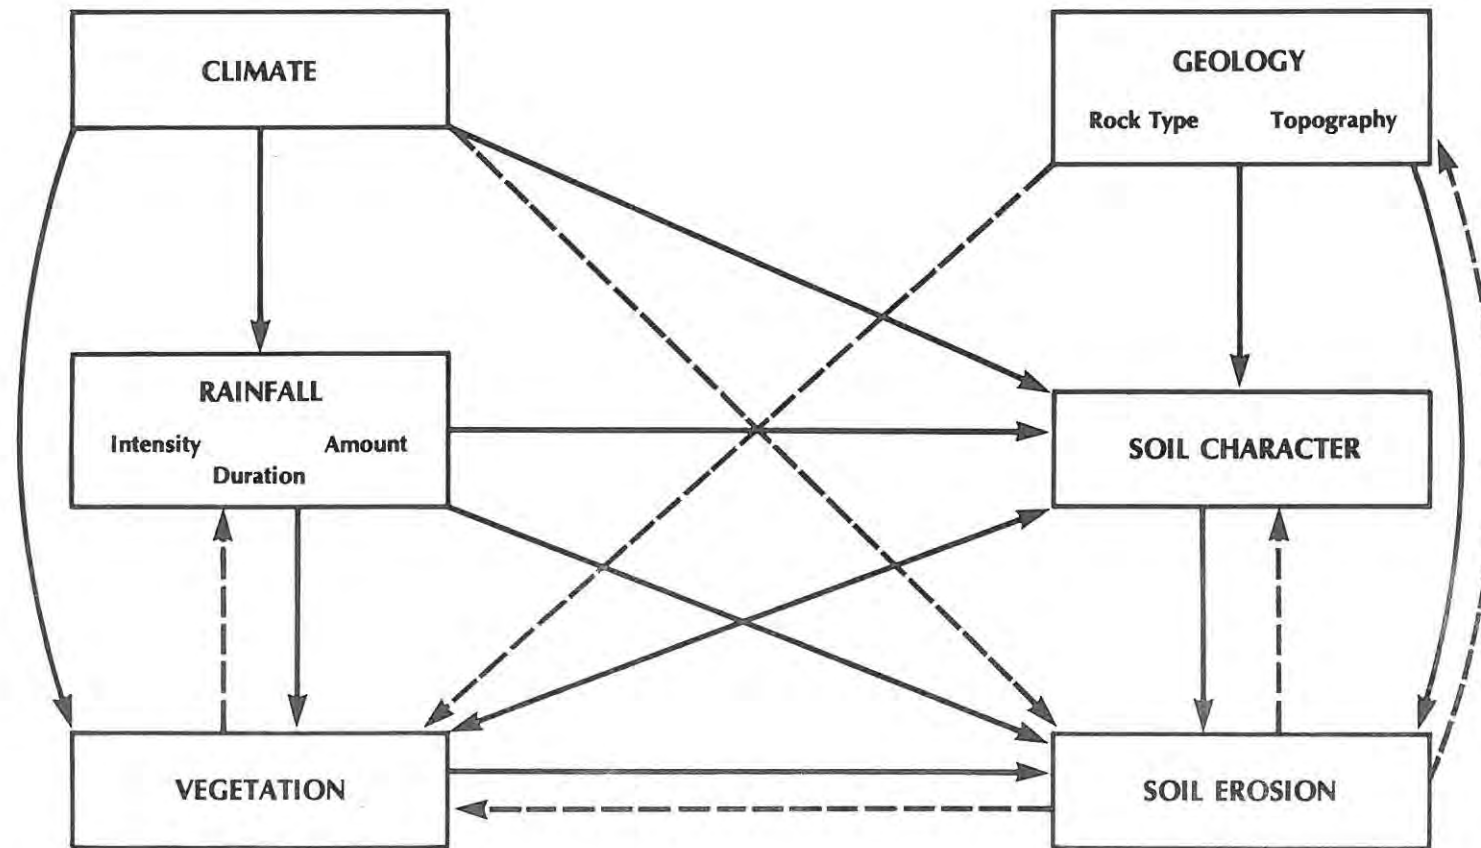 CLIMATE
GEOLOGY
Rock Type Topography
RAINFALL
Intensity Amount
Duration
SOIL CHARACTER
VEGETATION
SOIL EROSION